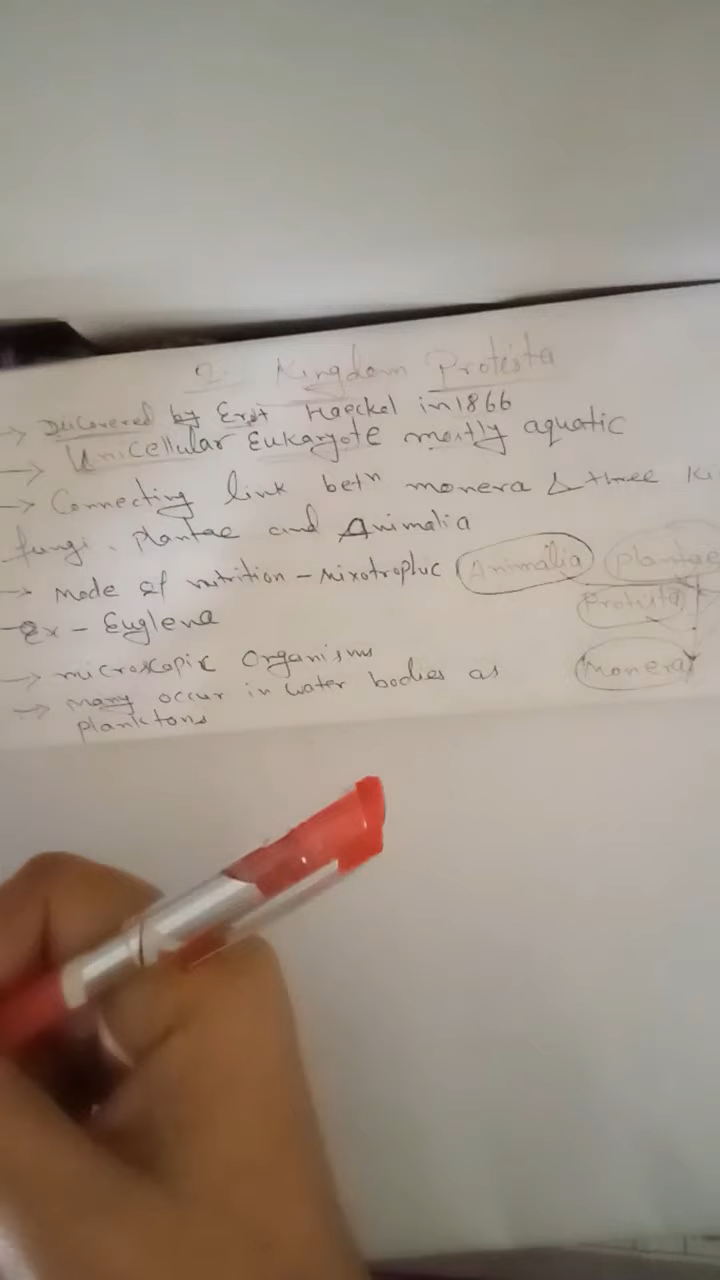 2. Kingdom Protista
→ Discovered by Erst Haeckel in 1866
→ Unicellular Eukaryote mostly aquatic
→ Connecting link betn monera & three Ki
fungi, plantae and Animalia
→ Mode of nutrition - Mixotrophic
Animalia plantae
Ex - Euglena
Protista
→ microscopic Organisms
Monera
→ many occur in water bodies as
planktons